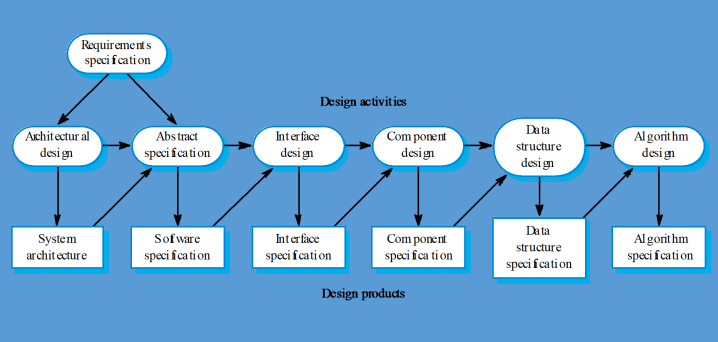 Requirements
specification
Design activities
Architectural
design
Abstract
specification
Interface
design
Component
design
Data
structure
design
Algorithm
design
System
architecture
Software
specification
Interface
specification
Component
specification
Data
structure
specification
Algorithm
specification
Design products